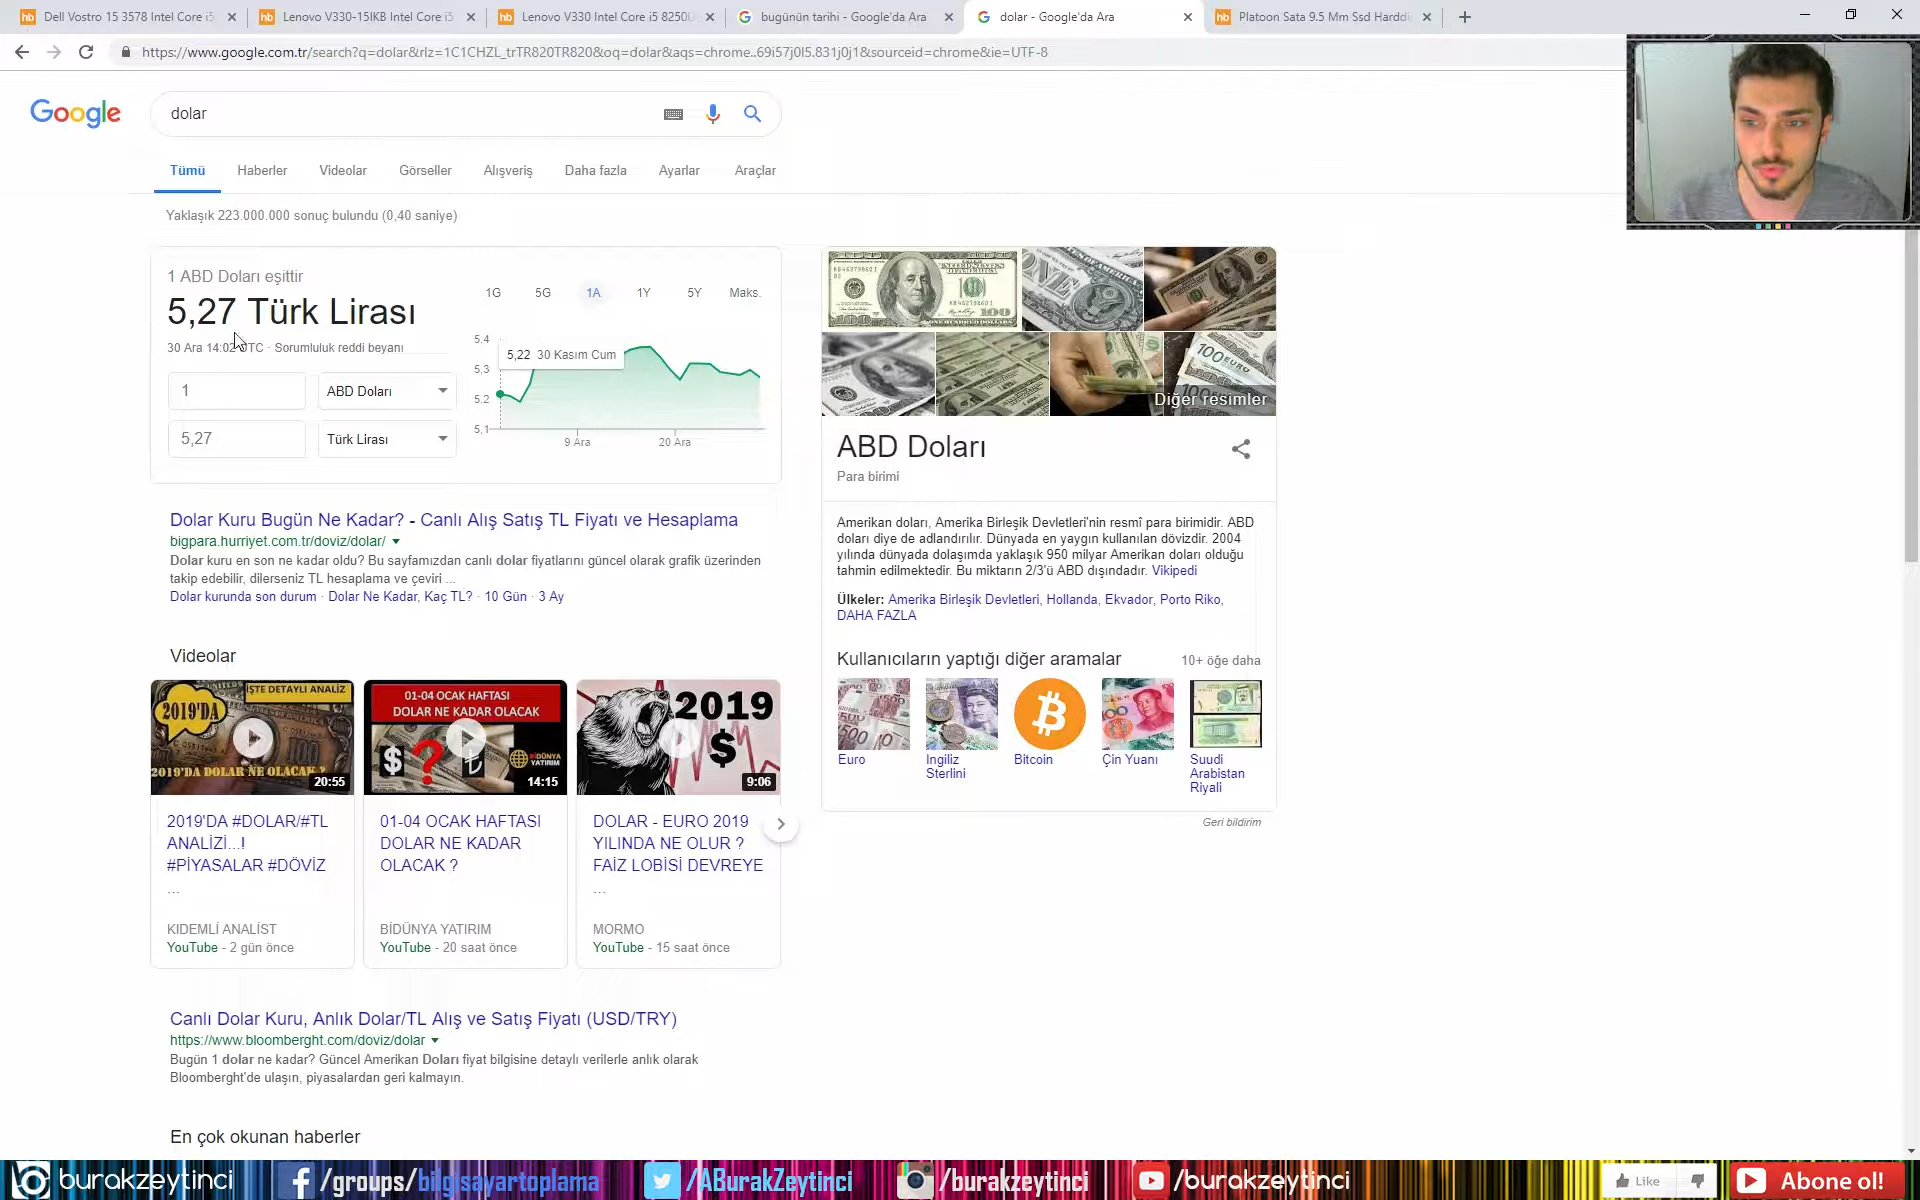 Dell Vostro 15 3578 Intel Core i5
Lenovo V330-15IKB Intel Core i5
Lenovo V330 Intel Core i5 8250U
bugünün tarihi - Google'da Ara
dolar - Google'da Ara
Platoon Sata 9.5 Mm Ssd Harddi
https://www.google.com.tr/search?q=dolar&rlz=1C1CHZL_trTR820TR820&oq=dolar&aqs=chrome..69i57j0l5.831j0j1&sourceid=chrome&ie=UTF-8
Google
dolar
Tümü Haberler Videolar Görseller Alışveriş Daha fazla Ayarlar Araçlar
Yaklaşık 223.000.000 sonuç bulundu (0,40 saniye)
1 ABD Doları eşittir
5,27 Türk Lirası
30 Ara 14:02 UTC · Sorumluluk reddi beyanı
1 ABD Doları
5,27 Türk Lirası
1G 5G 1A 1Y 5Y Maks.
5,22 30 Kasım Cum
5.4
5.3
5.2
5,1
9 Ara 20 Ara
Dolar Kuru Bugün Ne Kadar? - Canlı Alış Satış TL Fiyatı ve Hesaplama
bigpara.hurriyet.com.tr/doviz/dolar/
Dolar kuru en son ne kadar oldu? Bu sayfamızdan canlı dolar fiyatlarını güncel olarak grafik üzerinden
takip edebilir, dilerseniz TL hesaplama ve çeviri ...
Dolar kurunda son durum · Dolar Ne Kadar, Kaç TL? · 10 Gün · 3 Ay
Videolar
İŞTE DETAYLI ANALİZ
2019'DA
2019'DA DOLAR NE OLACAK ?
20:55
2019'DA #DOLAR/#TL
ANALİZİ...!
#PİYASALAR #DÖVİZ
...
KIDEMLİ ANALİST
YouTube - 2 gün önce
01-04 OCAK HAFTASI
DOLAR NE KADAR OLACAK
$ ? ₺
BİDÜNYA
YATIRIM
14:15
01-04 OCAK HAFTASI
DOLAR NE KADAR
OLACAK ?
BİDÜNYA YATIRIM
YouTube - 20 saat önce
2019
$
9:06
DOLAR - EURO 2019
YILINDA NE OLUR ?
FAİZ LOBİSİ DEVREYE
...
MORMO
YouTube - 15 saat önce
Canlı Dolar Kuru, Anlık Dolar/TL Alış ve Satış Fiyatı (USD/TRY)
https://www.bloomberght.com/doviz/dolar
Bugün 1 dolar ne kadar? Güncel Amerikan Doları fiyat bilgisine detaylı verilerle anlık olarak
Bloomberght'de ulaşın, piyasalardan geri kalmayın.
En çok okunan haberler
Diğer resimler
ABD Doları
Para birimi
Amerikan doları, Amerika Birleşik Devletleri'nin resmî para birimidir. ABD
doları diye de adlandırılır. Dünyada en yaygın kullanılan dövizdir. 2004
yılında dünyada dolaşımda yaklaşık 950 milyar Amerikan doları olduğu
tahmin edilmektedir. Bu miktarın 2/3'ü ABD dışındadır. Vikipedi
Ülkeler: Amerika Birleşik Devletleri, Hollanda, Ekvador, Porto Riko,
DAHA FAZLA
Kullanıcıların yaptığı diğer aramalar 10+ öğe daha
Euro
İngiliz
Sterlini
Bitcoin
Çin Yuanı
Suudi
Arabistan
Riyali
Geri bildirim
burakzeytinci
/groups/bilgisayartoplama
/ABurakZeytinci
/burakzeytinci
/burakzeytinci
Like
Abone ol!